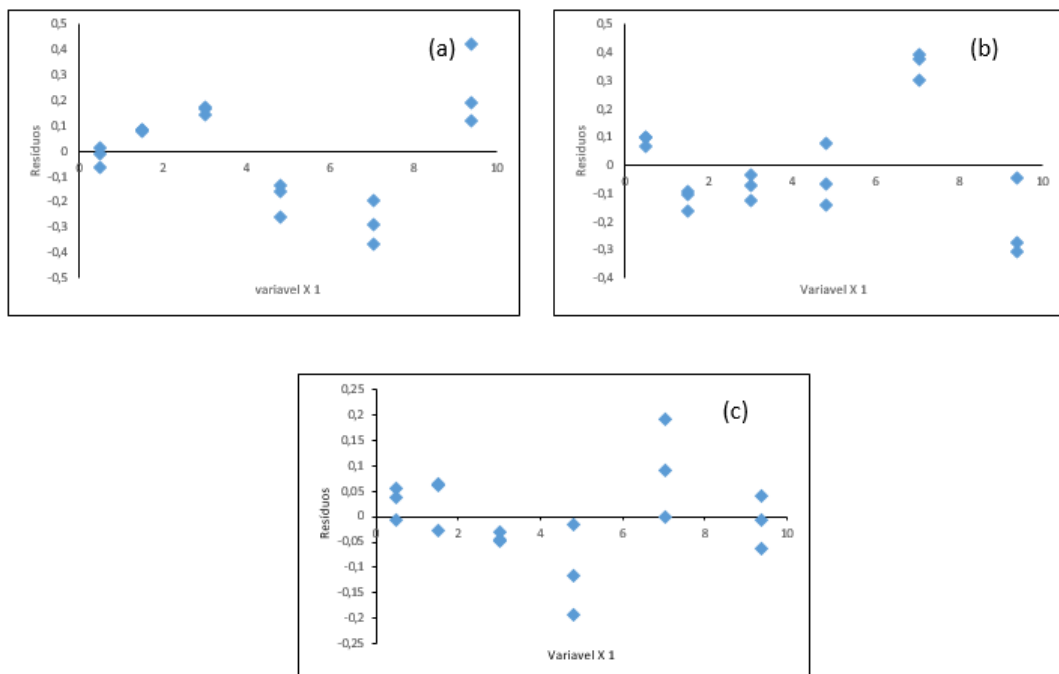 (a)
0,5
0,4
0,3
0,2
0,1
0
-0,1
-0,2
-0,3
-0,4
-0,5
0 2 4 6 8 10
Resíduos
variavel X 1
(b)
0,5
0,4
0,3
0,2
0,1
0
-0,1
-0,2
-0,3
-0,4
0 2 4 6 8 10
Resíduos
Variavel X 1
(c)
0,25
0,2
0,15
0,1
0,05
0
-0,05
-0,1
-0,15
-0,2
-0,25
0 2 4 6 8 10
Resíduos
Variavel X 1